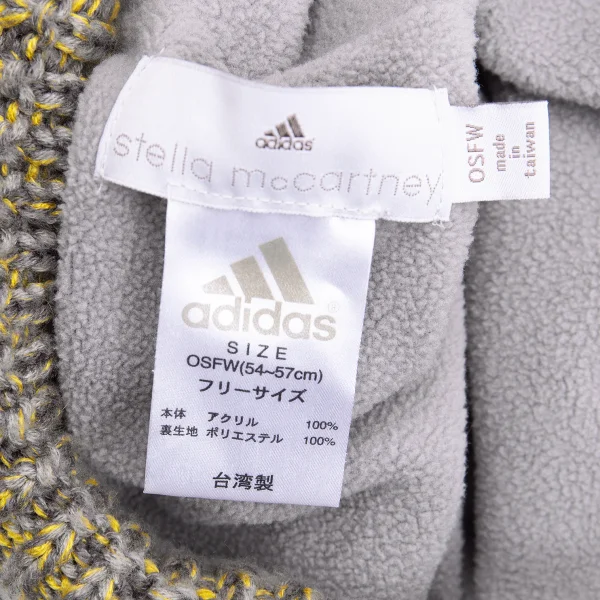 adidas
stella mccartney
OSFW
made
in
taiwan
adidas
SIZE
OSFW(54~57cm)
フリーサイズ
本体 アクリル 100%
裏生地 ポリエステル 100%
台湾製